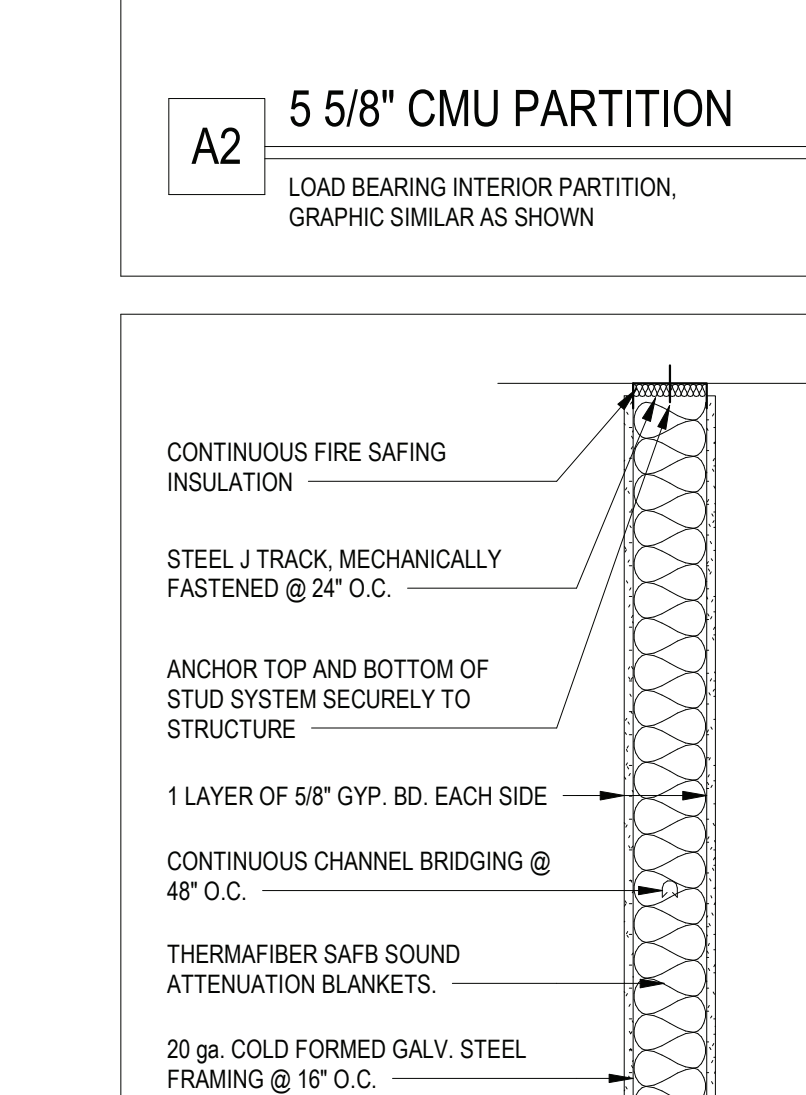 A2
5 5/8" CMU PARTITION
LOAD BEARING INTERIOR PARTITION,
GRAPHIC SIMILAR AS SHOWN
CONTINUOUS FIRE SAFING
INSULATION
STEEL J TRACK, MECHANICALLY
FASTENED @ 24" O.C.
ANCHOR TOP AND BOTTOM OF
STUD SYSTEM SECURELY TO
STRUCTURE
1 LAYER OF 5/8" GYP. BD. EACH SIDE
CONTINUOUS CHANNEL BRIDGING @
48" O.C.
THERMAFIBER SAFB SOUND
ATTENUATION BLANKETS.
20 ga. COLD FORMED GALV. STEEL
FRAMING @ 16" O.C.